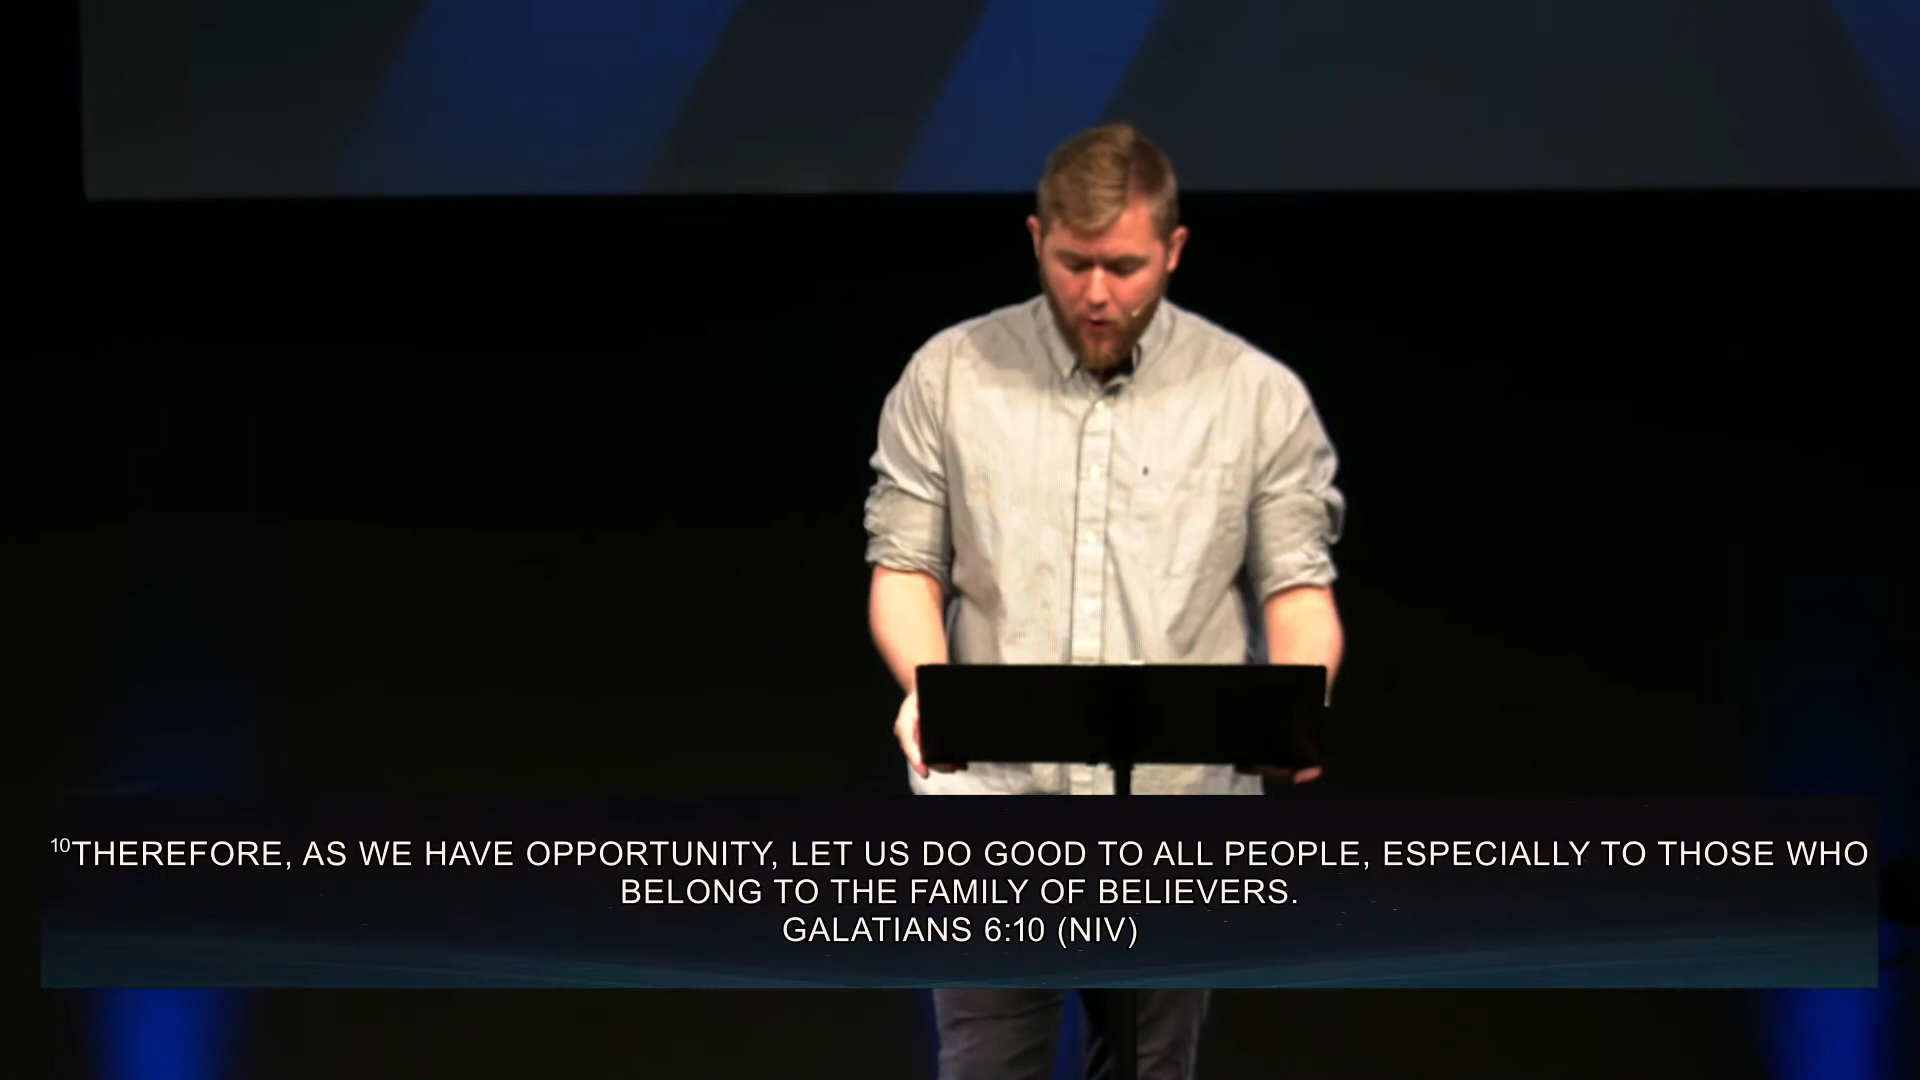 ¹⁰THEREFORE, AS WE HAVE OPPORTUNITY, LET US DO GOOD TO ALL PEOPLE, ESPECIALLY TO THOSE WHO
BELONG TO THE FAMILY OF BELIEVERS.
GALATIANS 6:10 (NIV)